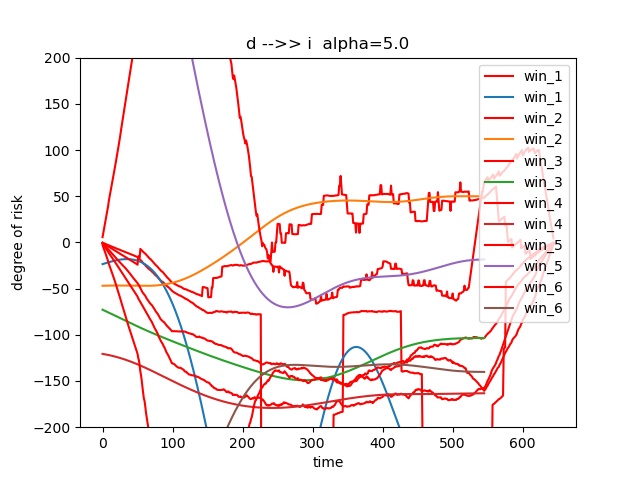 d -->> i  alpha=5.0
degree of risk
200
150
100
50
0
−50
−100
−150
−200
0
100
200
300
400
500
600
time
win_1
win_1
win_2
win_2
win_3
win_3
win_4
win_4
win_5
win_5
win_6
win_6